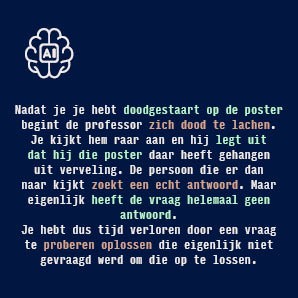 AI
Nadat je je hebt doodgestaart op de poster
begint de professor zich dood te lachen.
Je kijkt hem raar aan en hij legt uit
dat hij die poster daar heeft gehangen
uit verveling. De persoon die er dan
naar kijkt zoekt een echt antwoord. Maar
eigenlijk heeft de vraag helemaal geen
antwoord.
Je hebt dus tijd verloren door een vraag
te proberen oplossen die eigenlijk niet
gevraagd werd om die op te lossen.